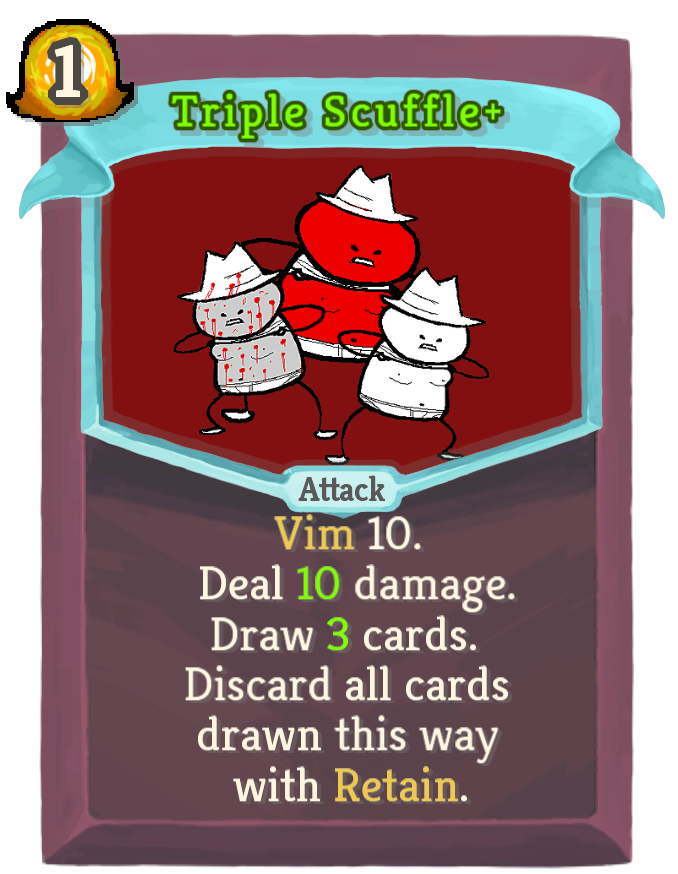 1
Triple Scuffle+
Attack
Vim 10.
Deal 10 damage.
Draw 3 cards.
Discard all cards
drawn this way
with Retain.